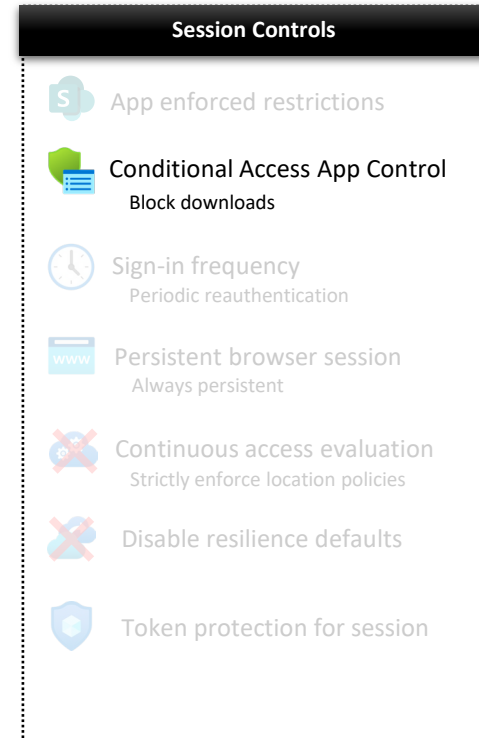 Session Controls
S
App enforced restrictions
Conditional Access App Control
Block downloads
Sign-in frequency
Periodic reauthentication
www
Persistent browser session
Always persistent
Continuous access evaluation
Strictly enforce location policies
Disable resilience defaults
Token protection for session